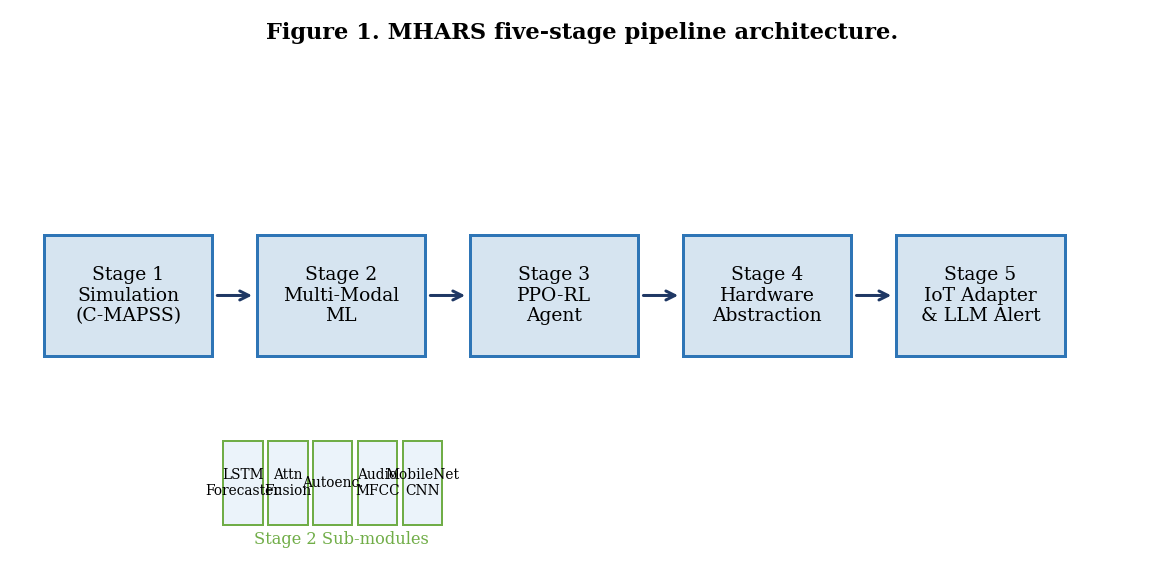 Figure 1. MHARS five-stage pipeline architecture.
Stage 1
Simulation
(C-MAPSS)
Stage 2
Multi-Modal
ML
Stage 3
PPO-RL
Agent
Stage 4
Hardware
Abstraction
Stage 5
IoT Adapter
& LLM Alert
LSTM
Forecaster
Attn
Fusion
Autoenc.
Audio
MFCC
MobileNet
CNN
Stage 2 Sub-modules